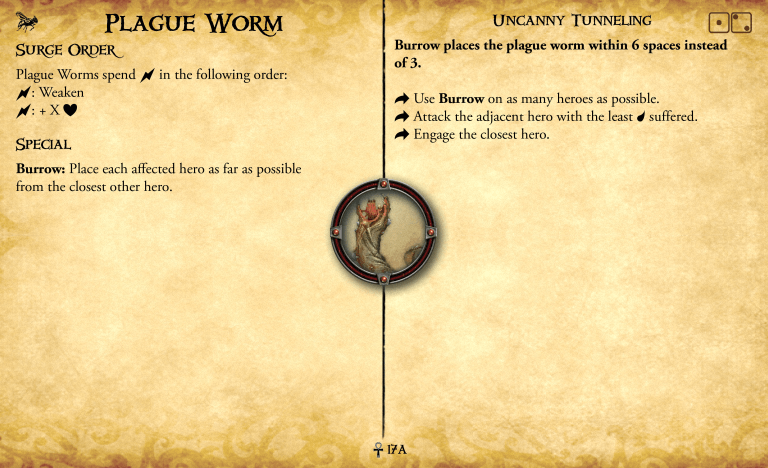 Plague Worm
Surge Order
Plague Worms spend in the following order:
: Weaken
: + X
Special
Burrow: Place each affected hero as far as possible
from the closest other hero.
Uncanny Tunneling
Burrow places the plague worm within 6 spaces instead
of 3.
Use Burrow on as many heroes as possible.
Attack the adjacent hero with the least suffered.
Engage the closest hero.
17A